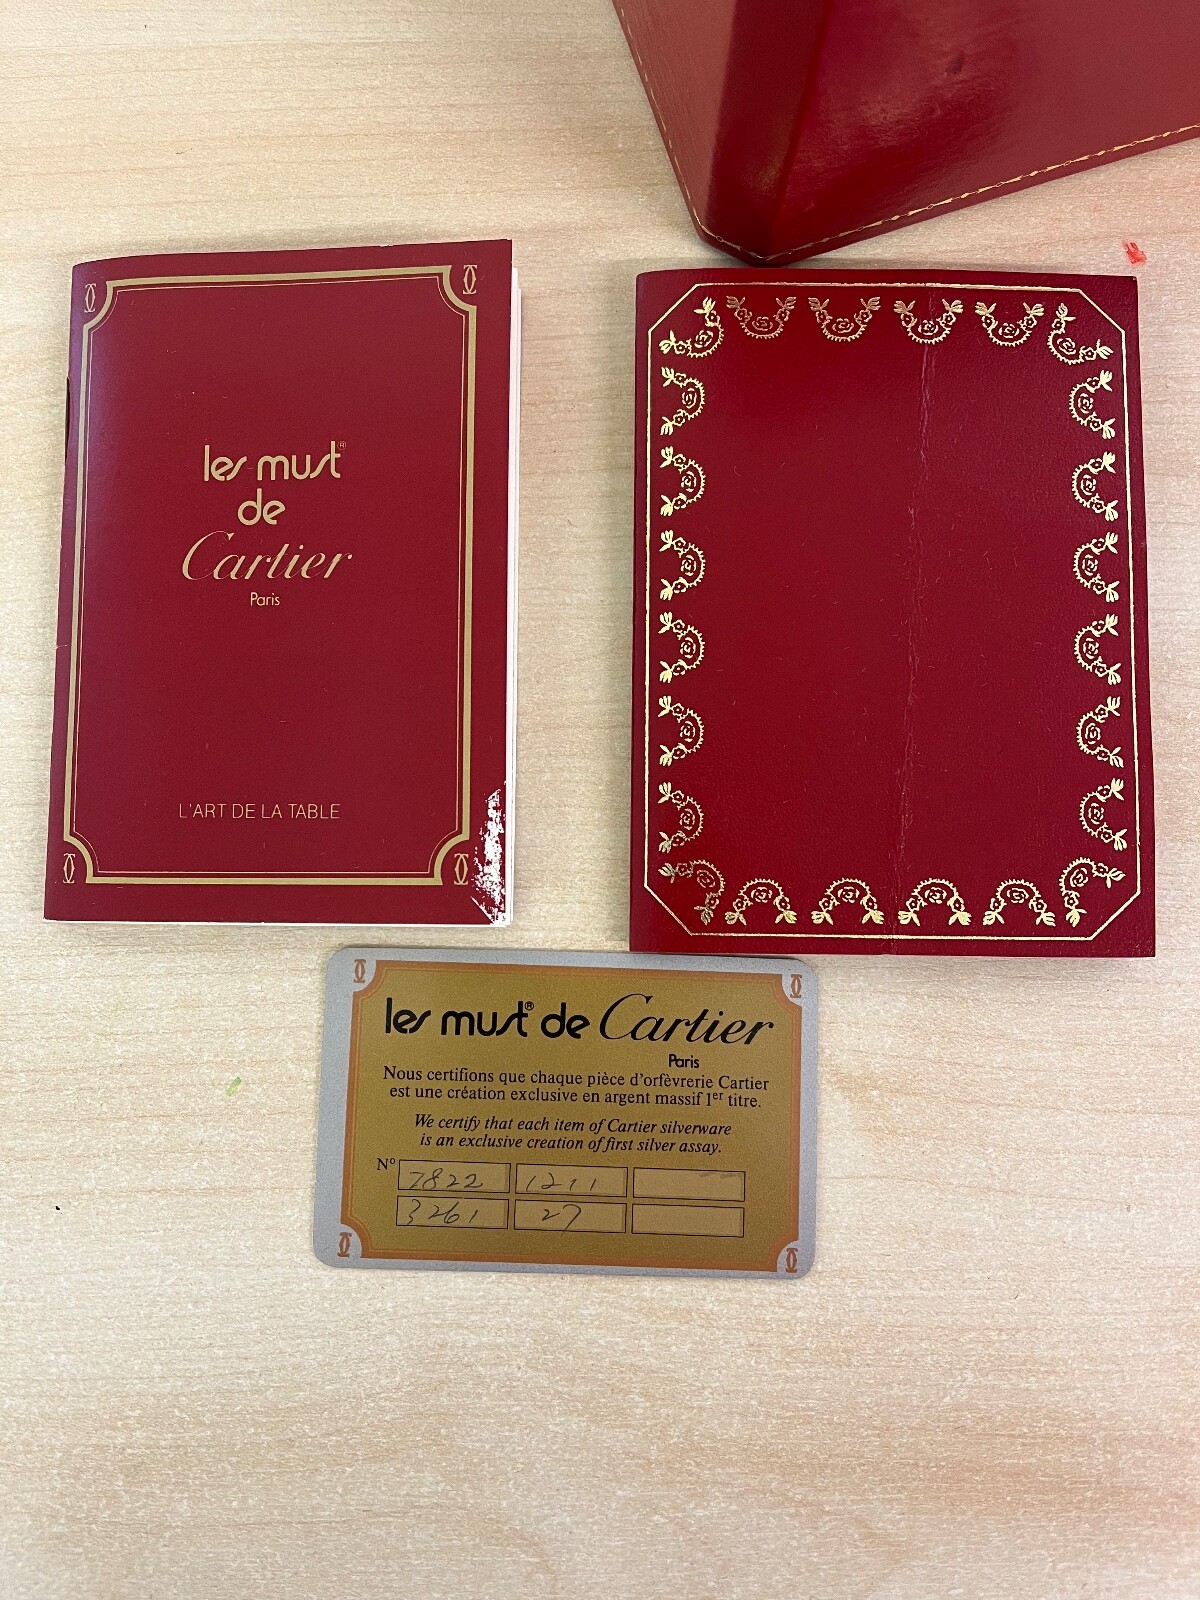 les must®
de
Cartier
Paris
L'ART DE LA TABLE
les must® de Cartier
Paris
Nous certifions que chaque pièce d'orfèvrerie Cartier
est une création exclusive en argent massif 1er titre.
We certify that each item of Cartier silverware
is an exclusive creation of first silver assay.
N° 7822 1211
3261 27